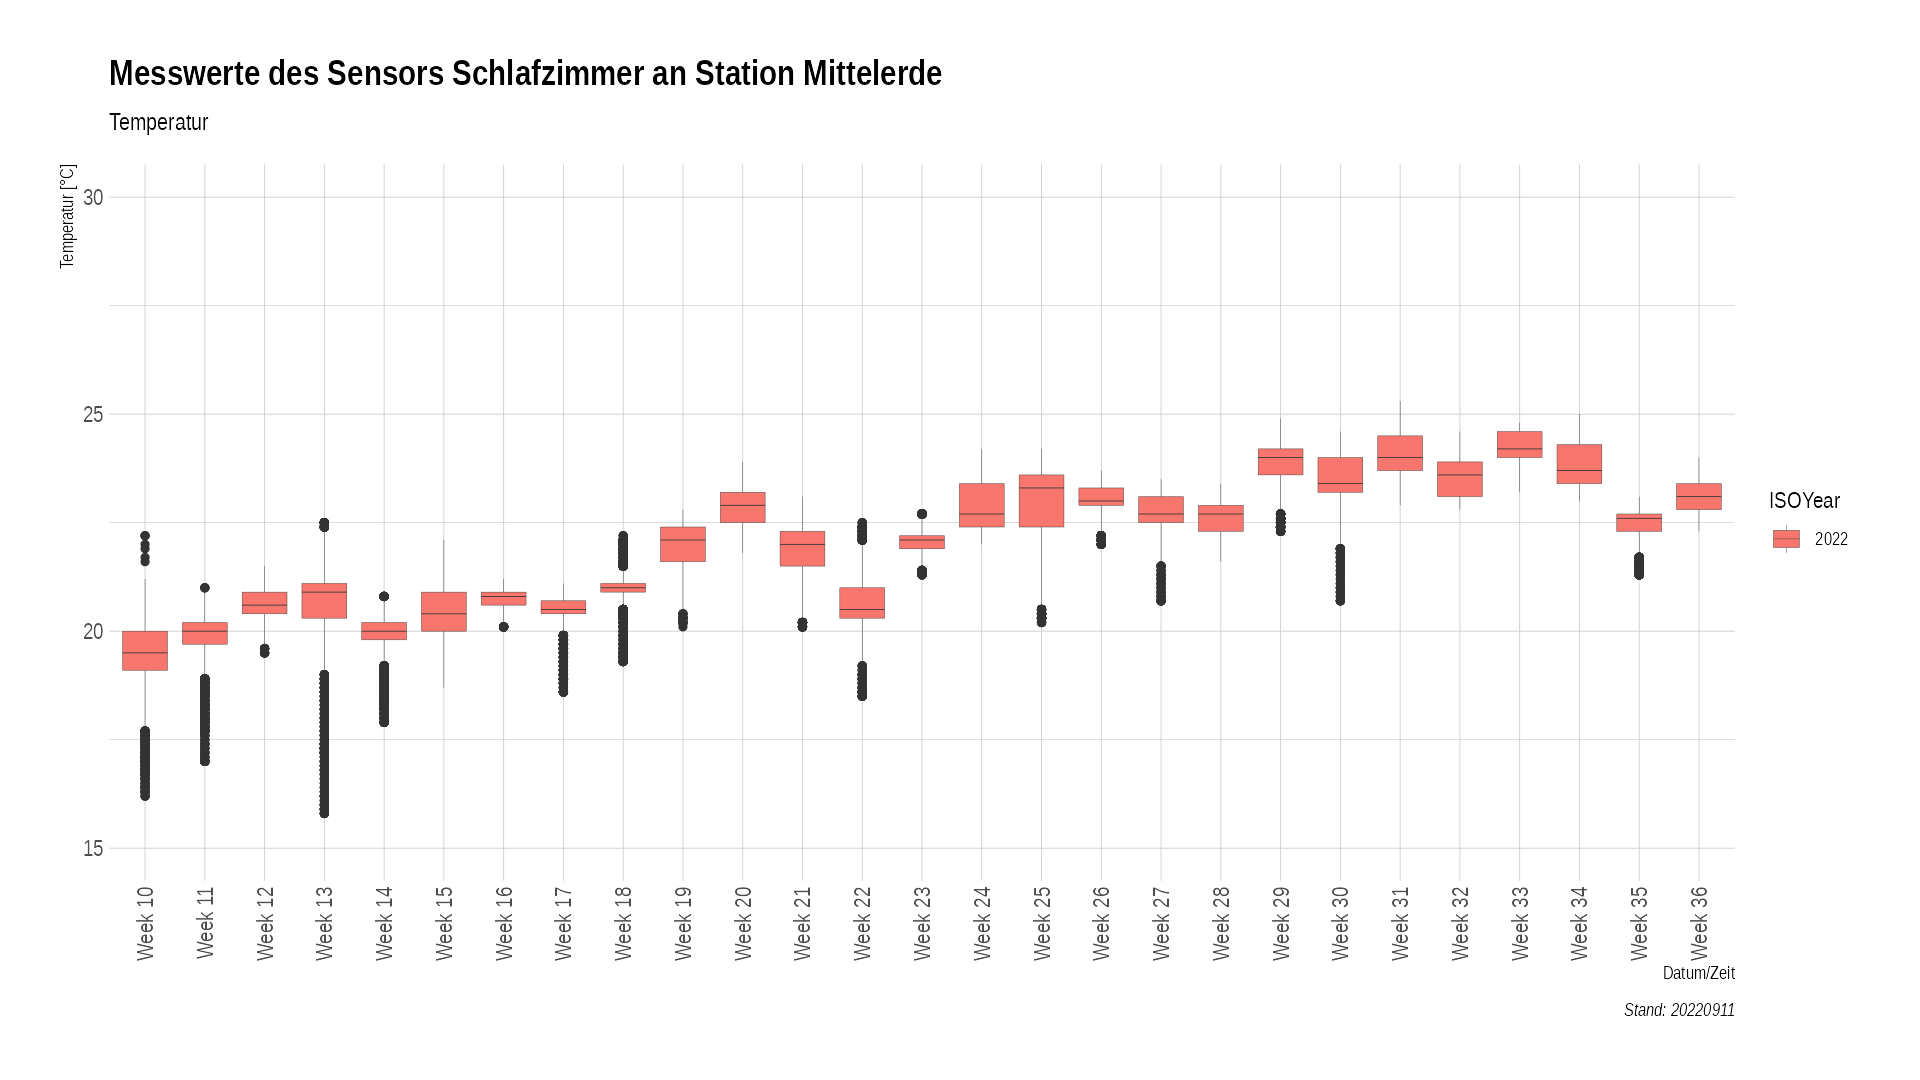 Messwerte des Sensors Schlafzimmer an Station Mittelerde
Temperatur
Temperatur [°C]
30
25
20
15
Week 10
Week 11
Week 12
Week 13
Week 14
Week 15
Week 16
Week 17
Week 18
Week 19
Week 20
Week 21
Week 22
Week 23
Week 24
Week 25
Week 26
Week 27
Week 28
Week 29
Week 30
Week 31
Week 32
Week 33
Week 34
Week 35
Week 36
Datum/Zeit
ISOYear
2022
Stand: 20220911